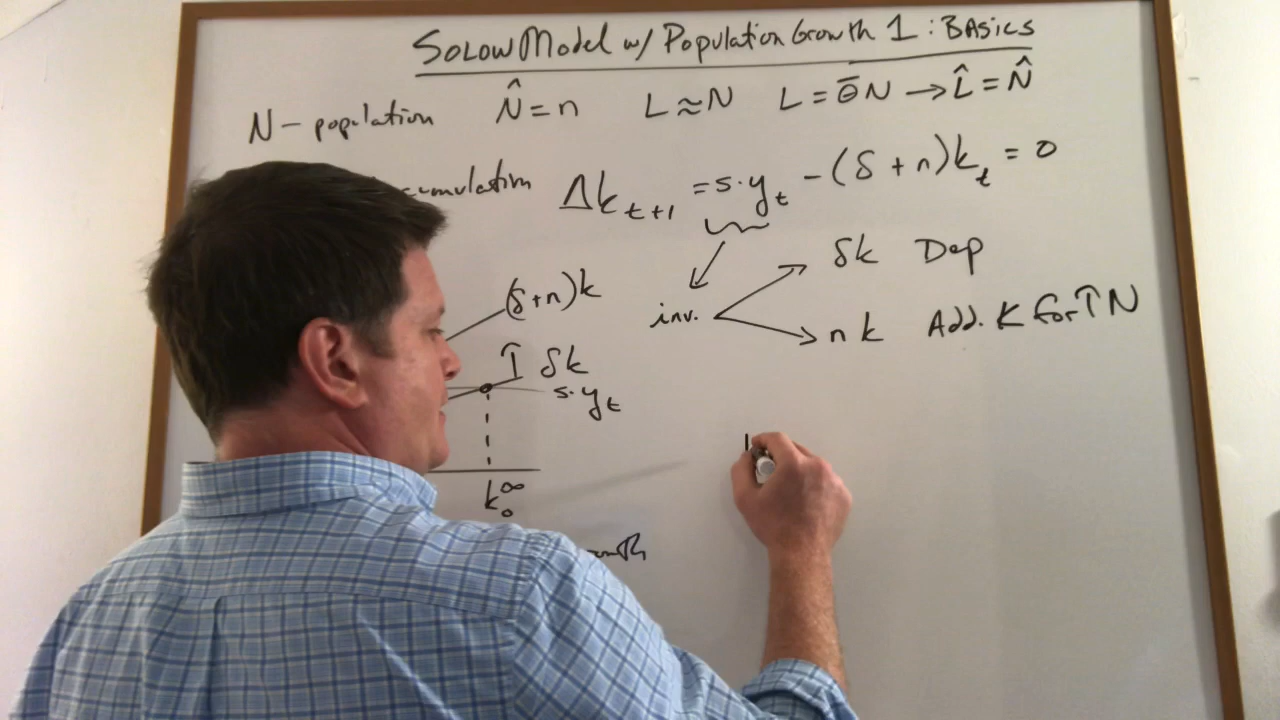 SOLOW Model w/ Population Growth 1: BASICS
N - population N̂ = n L ≈ N L = θ̄N → L̂ = N̂
Δk_{t+1} = s·y_t - (δ + n)k_t = 0
inv.
δk Dep
nk Add. K for ↑ N
(δ+n)k
↑ δk
s·y_t
k_0^∞